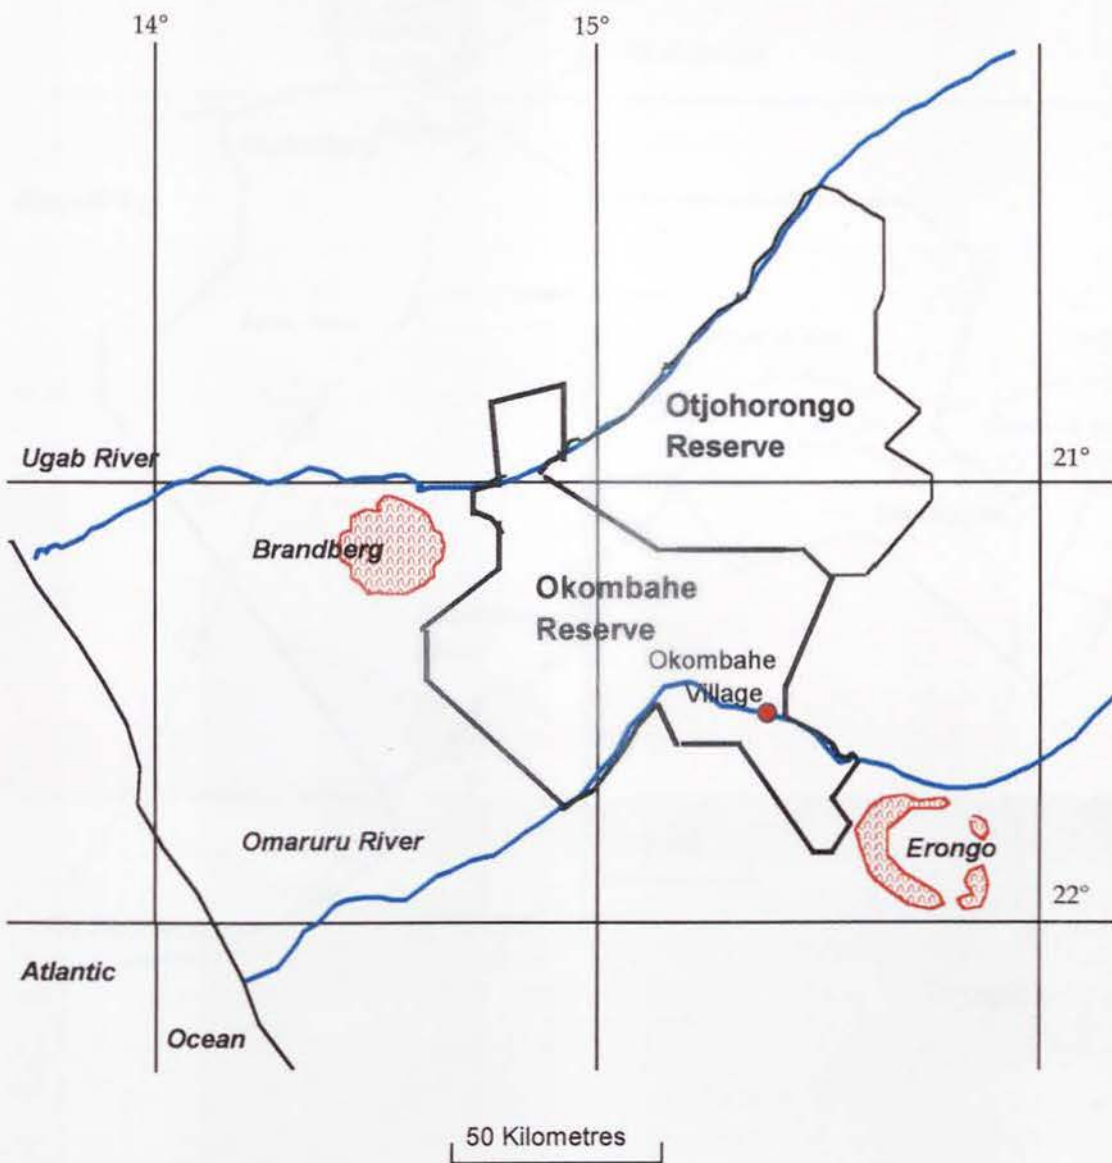 14°
15°
Otjohorongo
Reserve
Ugab River
21°
Brandberg
Okombahe
Reserve
Okombahe
Village
Omaruru River
Erongo
22°
Atlantic
Ocean
50 Kilometres